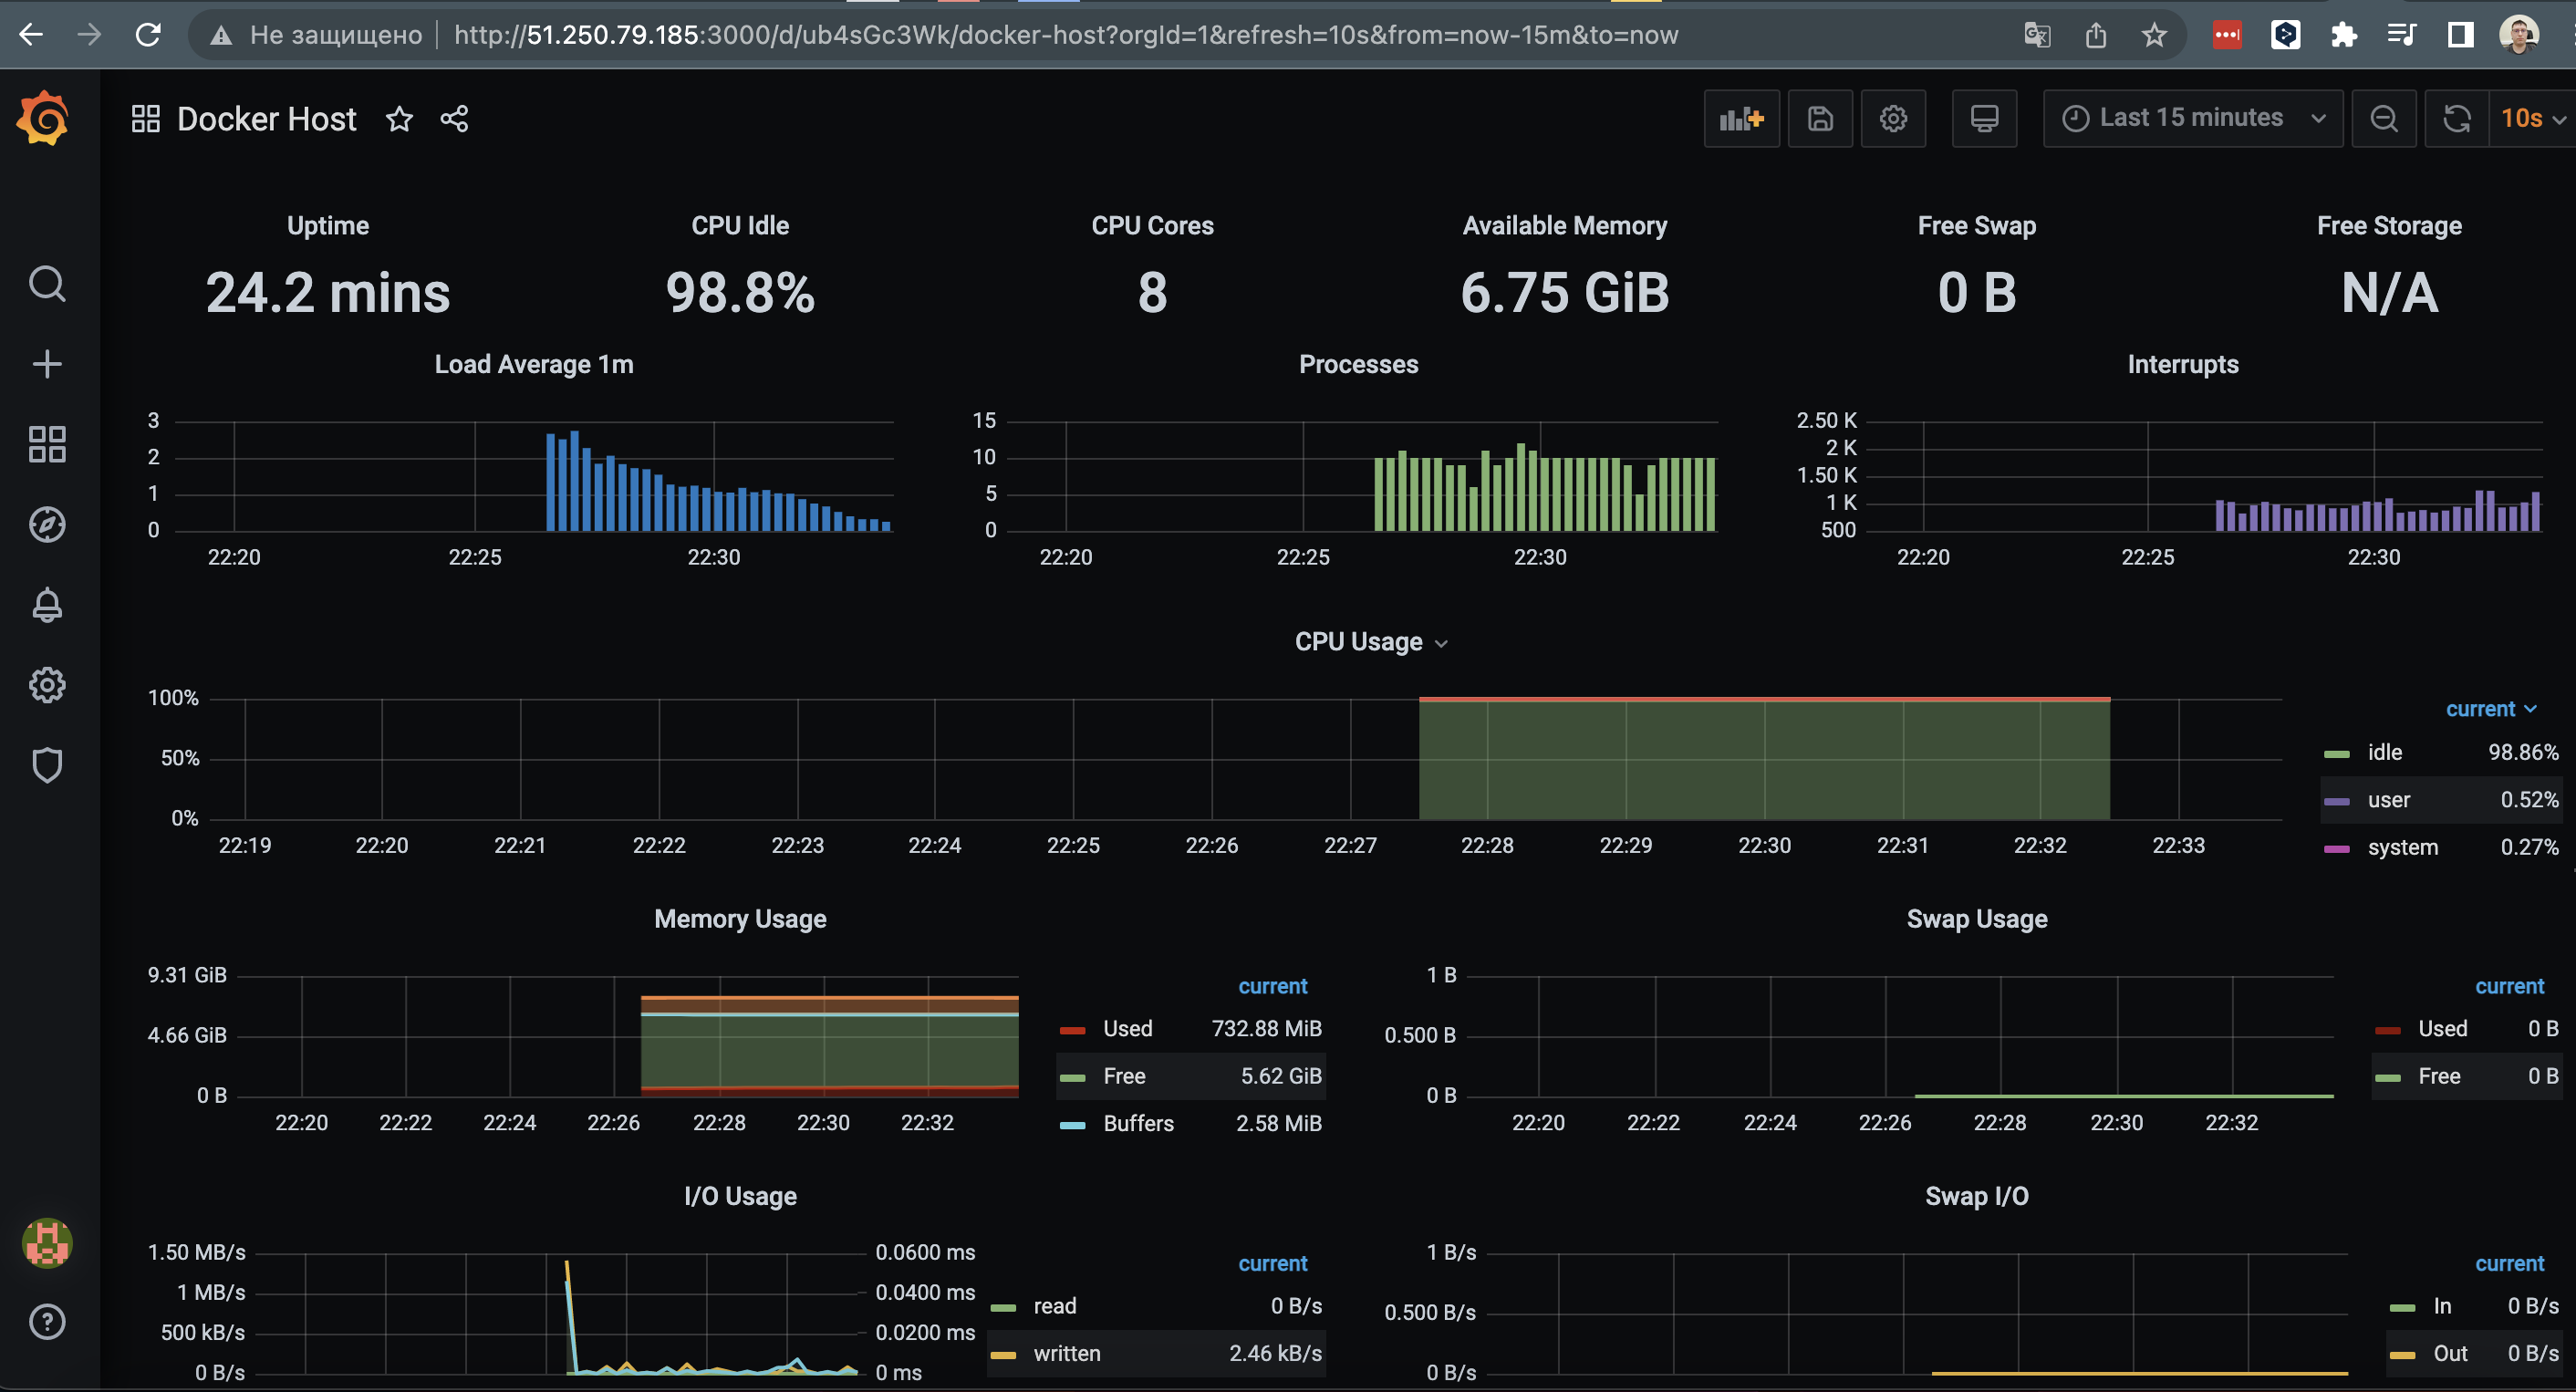 Не защищено
http://51.250.79.185:3000/d/ub4sGc3Wk/docker-host?orgId=1&refresh=10s&from=now-15m&to=now
Docker Host
Last 15 minutes
10s
Uptime
24.2 mins
CPU Idle
98.8%
CPU Cores
8
Available Memory
6.75 GiB
Free Swap
0 B
Free Storage
N/A
Load Average 1m
3
2
1
0
22:20 22:25 22:30
Processes
15
10
5
0
22:20 22:25 22:30
Interrupts
2.50 K
2 K
1.50 K
1 K
500
22:20 22:25 22:30
CPU Usage
100%
50%
0%
22:19 22:20 22:21 22:22 22:23 22:24 22:25 22:26 22:27 22:28 22:29 22:30 22:31 22:32 22:33
current
idle 98.86%
user 0.52%
system 0.27%
Memory Usage
9.31 GiB
4.66 GiB
0 B
22:20 22:22 22:24 22:26 22:28 22:30 22:32
current
Used 732.88 MiB
Free 5.62 GiB
Buffers 2.58 MiB
Swap Usage
1 B
0.500 B
0 B
22:20 22:22 22:24 22:26 22:28 22:30 22:32
current
Used 0 B
Free 0 B
I/O Usage
1.50 MB/s
1 MB/s
500 kB/s
0 B/s
0.0600 ms
0.0400 ms
0.0200 ms
0 ms
current
read 0 B/s
written 2.46 kB/s
Swap I/O
1 B/s
0.500 B/s
0 B/s
current
In 0 B/s
Out 0 B/s